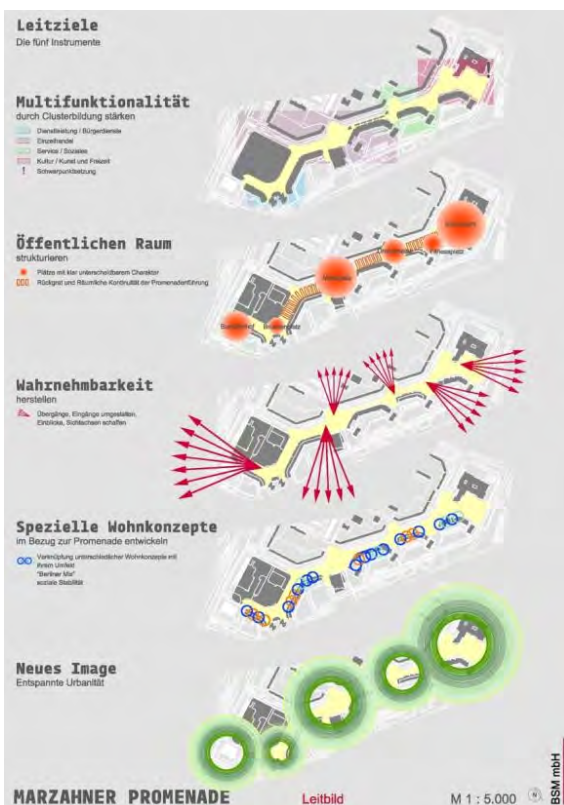 Leitziele
Die fünf Instrumente
Multifunktionalität
durch Clusterbildung stärken
Dienstleistung / Bürgerdienste
Einzelhandel
Service / Soziales
Kultur / Kunst und Freizeit
Schwerpunktsetzung
Öffentlichen Raum
strukturieren
Plätze mit klar unterscheidbarem Charakter
Rückgrat und Räumliche Kontinuität der Promenadenführung
Wahrnehmbarkeit
herstellen
Übergänge, Eingänge umgestalten,
Einblicke, Sichtachsen schaffen
Spezielle Wohnkonzepte
im Bezug zur Promenade entwickeln
Verknüpfung unterschiedlicher Wohnkonzepte mit
ihrem Umfeld
"Berliner Mix"
soziale Stabilität
Neues Image
Entspannte Urbanität
MARZAHNER PROMENADE
Leitbild
M 1 : 5.000
BSM mbH